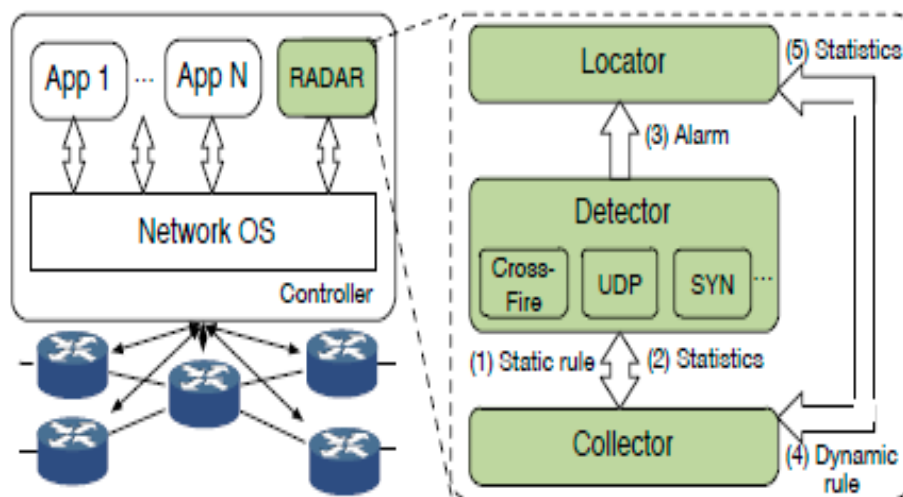 App 1
...
App N
RADAR
Network OS
Controller
Locator
(5) Statistics
(3) Alarm
Detector
Cross-
Fire
UDP
SYN
...
(1) Static rule
(2) Statistics
Collector
(4) Dynamic
rule